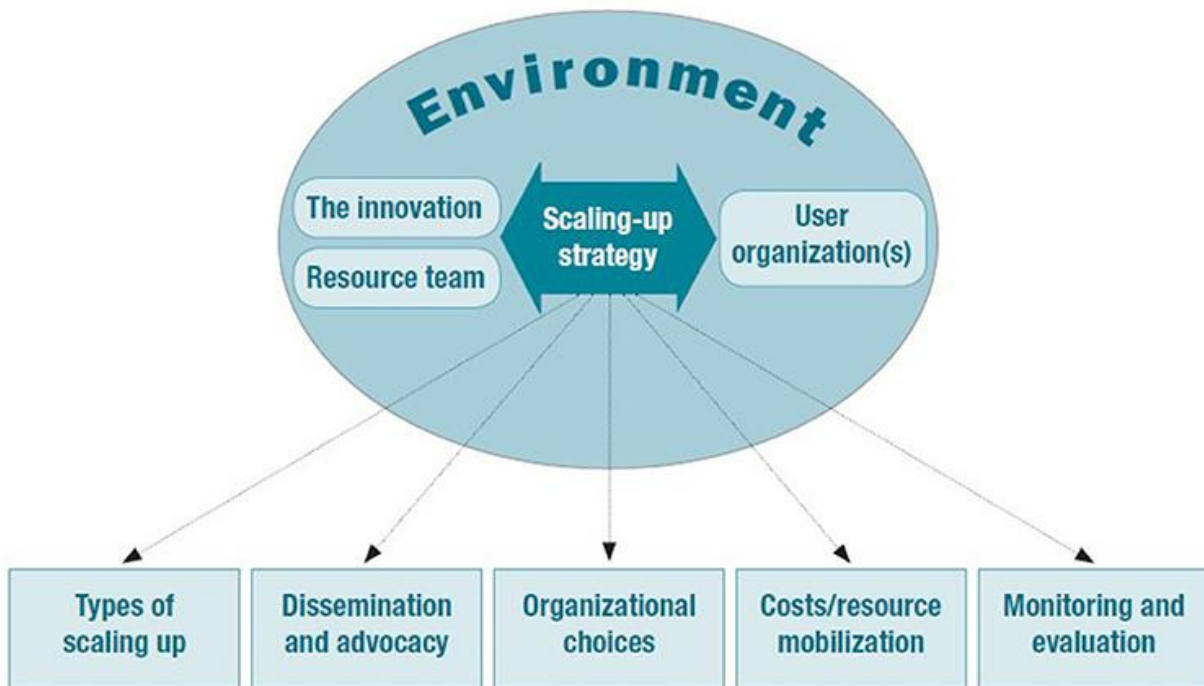 Environment
The innovation
Resource team
Scaling-up
strategy
User
organization(s)
Types of
scaling up
Dissemination
and advocacy
Organizational
choices
Costs/resource
mobilization
Monitoring and
evaluation